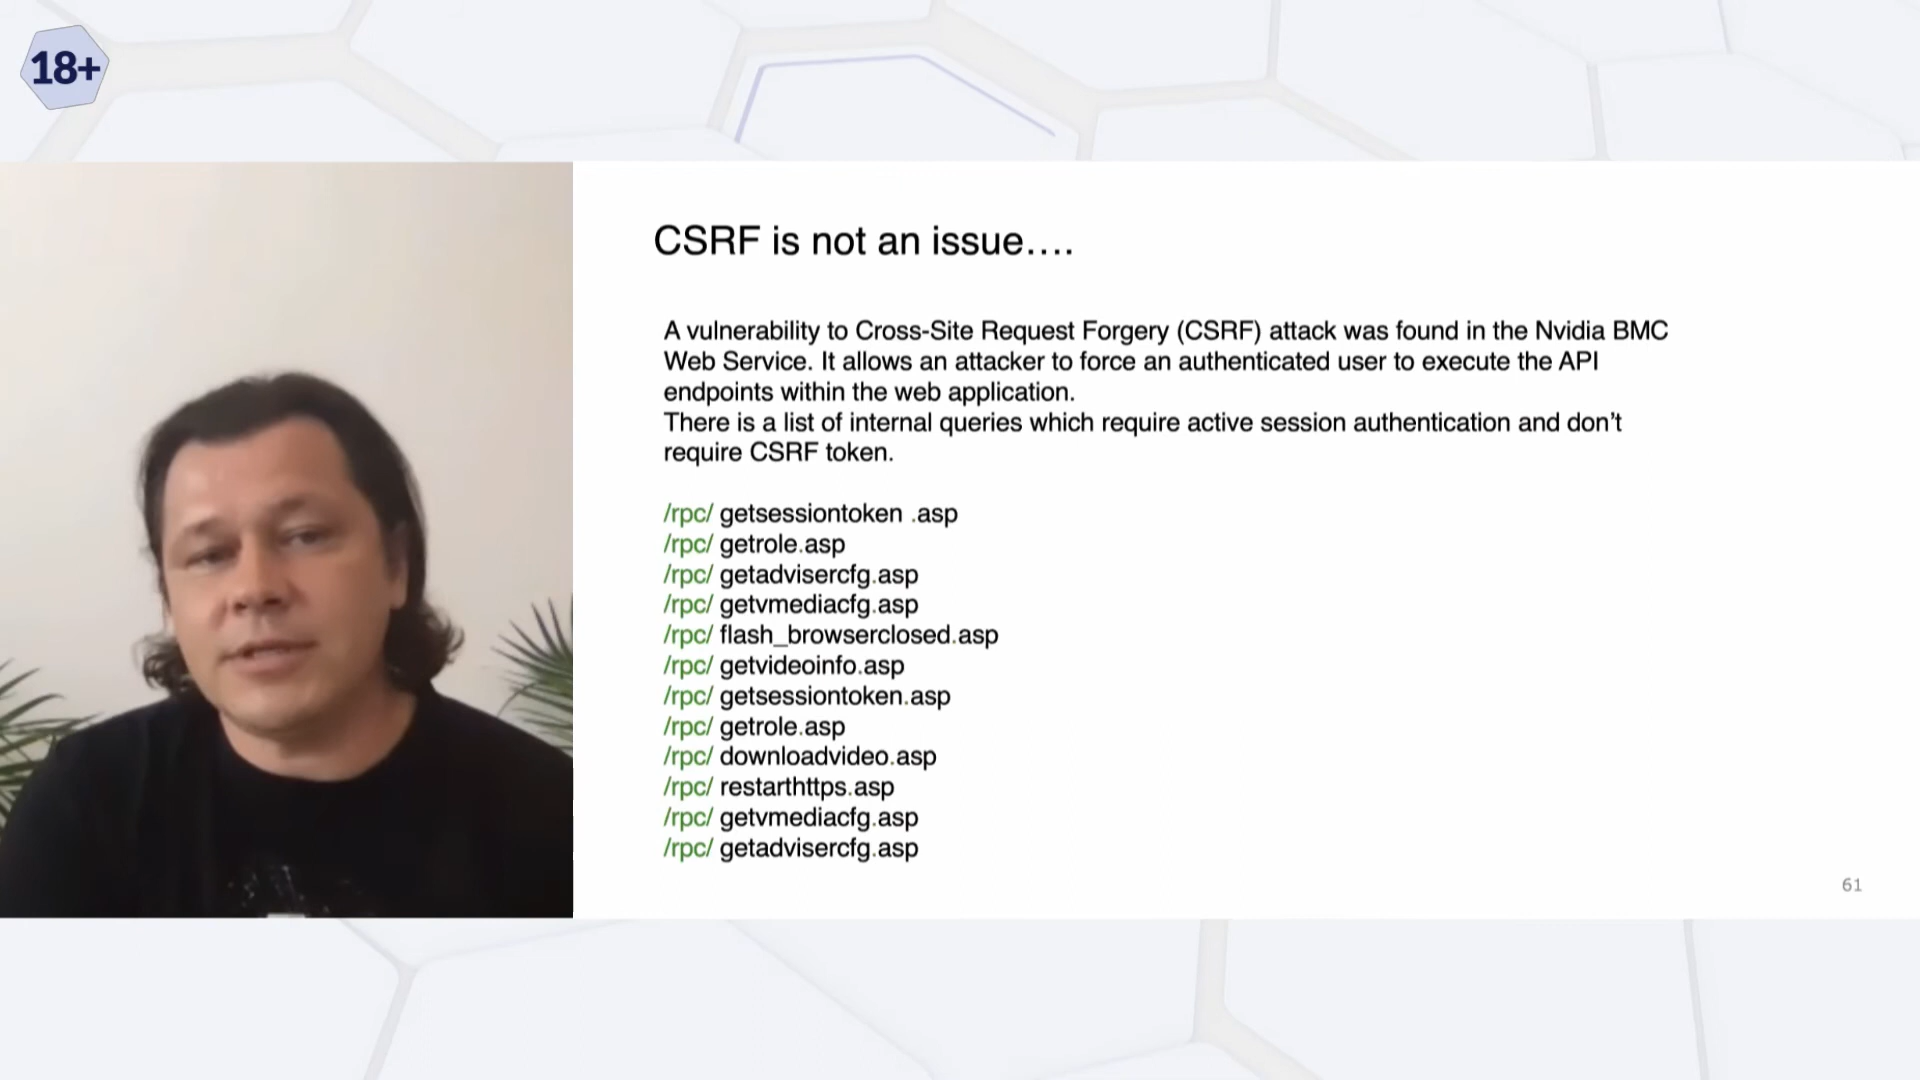 18+
CSRF is not an issue....
A vulnerability to Cross-Site Request Forgery (CSRF) attack was found in the Nvidia BMC
Web Service. It allows an attacker to force an authenticated user to execute the API
endpoints within the web application.
There is a list of internal queries which require active session authentication and don’t
require CSRF token.
/rpc/ getsessiontoken .asp
/rpc/ getrole.asp
/rpc/ getadvisercfg.asp
/rpc/ getvmediacfg.asp
/rpc/ flash_browserclosed.asp
/rpc/ getvideoinfo.asp
/rpc/ getsessiontoken.asp
/rpc/ getrole.asp
/rpc/ downloadvideo.asp
/rpc/ restarthttps.asp
/rpc/ getvmediacfg.asp
/rpc/ getadvisercfg.asp
61